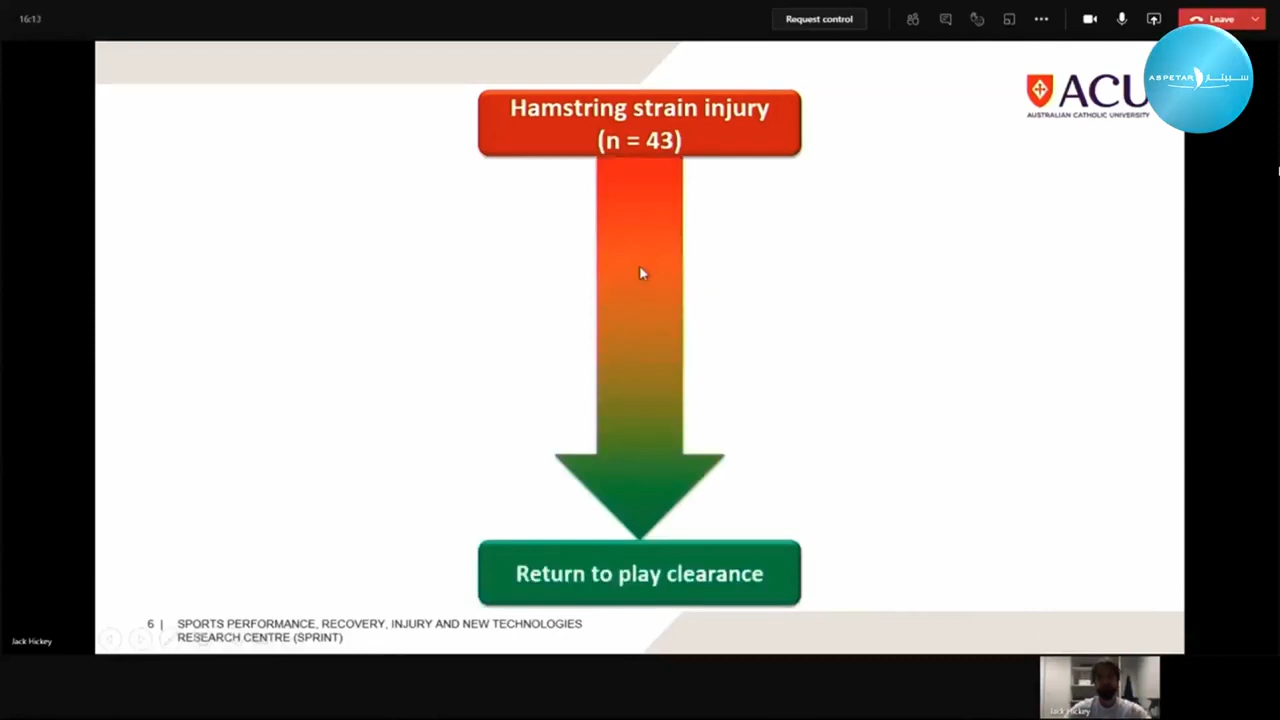 16:13
Request control
Leave
ACU
AUSTRALIAN CATHOLIC UNIVERSITY
ASPETAR سبيتار
Hamstring strain injury
(n = 43)
Return to play clearance
6 | SPORTS PERFORMANCE, RECOVERY, INJURY AND NEW TECHNOLOGIES
RESEARCH CENTRE (SPRINT)
Jack Hickey
Jack Hickey